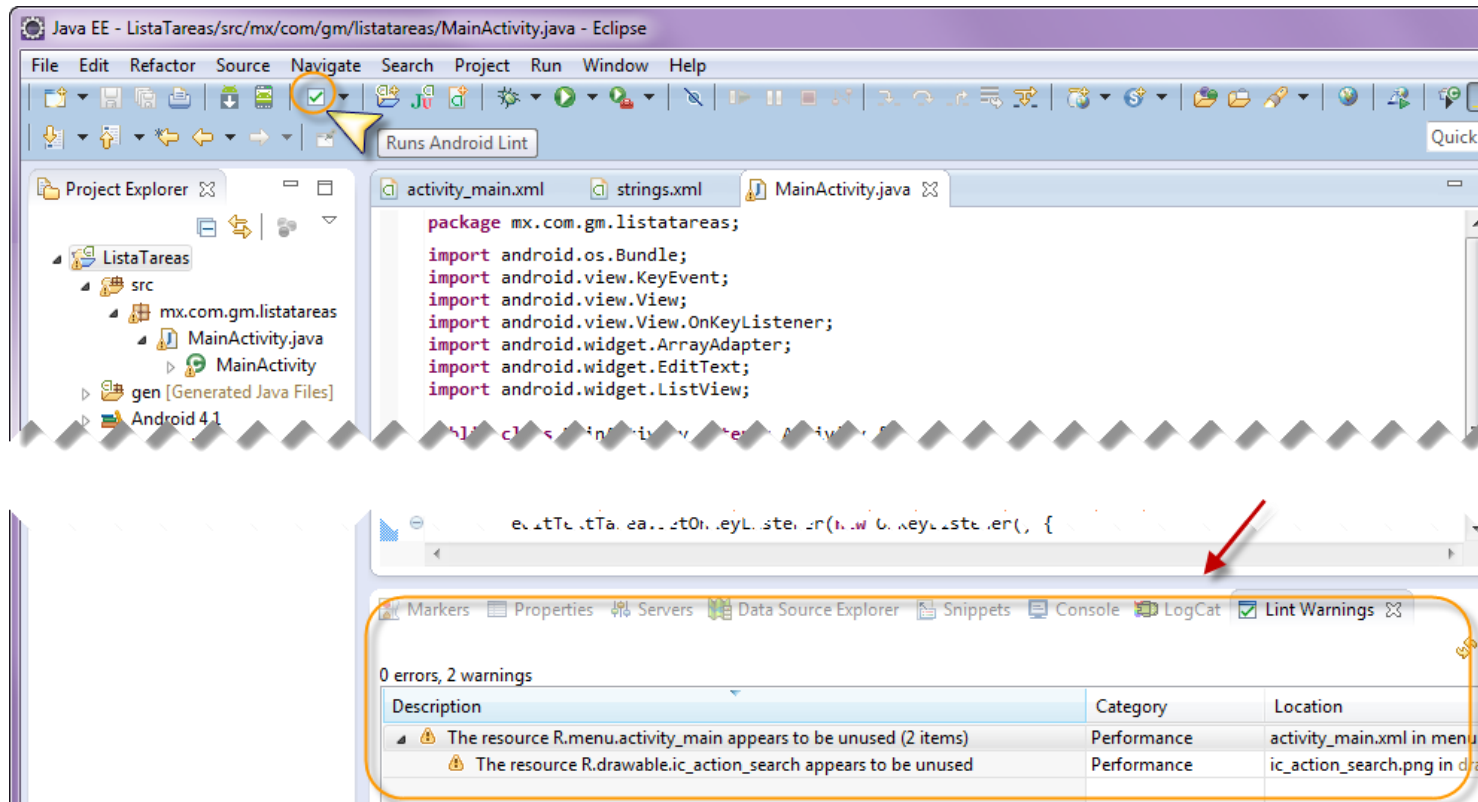 Java EE - ListaTareas/src/mx/com/gm/listatareas/MainActivity.java - Eclipse
File Edit Refactor Source Navigate Search Project Run Window Help
Runs Android Lint
Quick
Project Explorer
activity_main.xml strings.xml MainActivity.java
package mx.com.gm.listatareas;
import android.os.Bundle;
import android.view.KeyEvent;
import android.view.View;
import android.view.View.OnKeyListener;
import android.widget.ArrayAdapter;
import android.widget.EditText;
import android.widget.ListView;
ListaTareas
src
mx.com.gm.listatareas
MainActivity.java
MainActivity
gen [Generated Java Files]
Android 4.1
Markers Properties Servers Data Source Explorer Snippets Console LogCat Lint Warnings
0 errors, 2 warnings
Description Category Location
The resource R.menu.activity_main appears to be unused (2 items) Performance activity_main.xml in menu
The resource R.drawable.ic_action_search appears to be unused Performance ic_action_search.png in